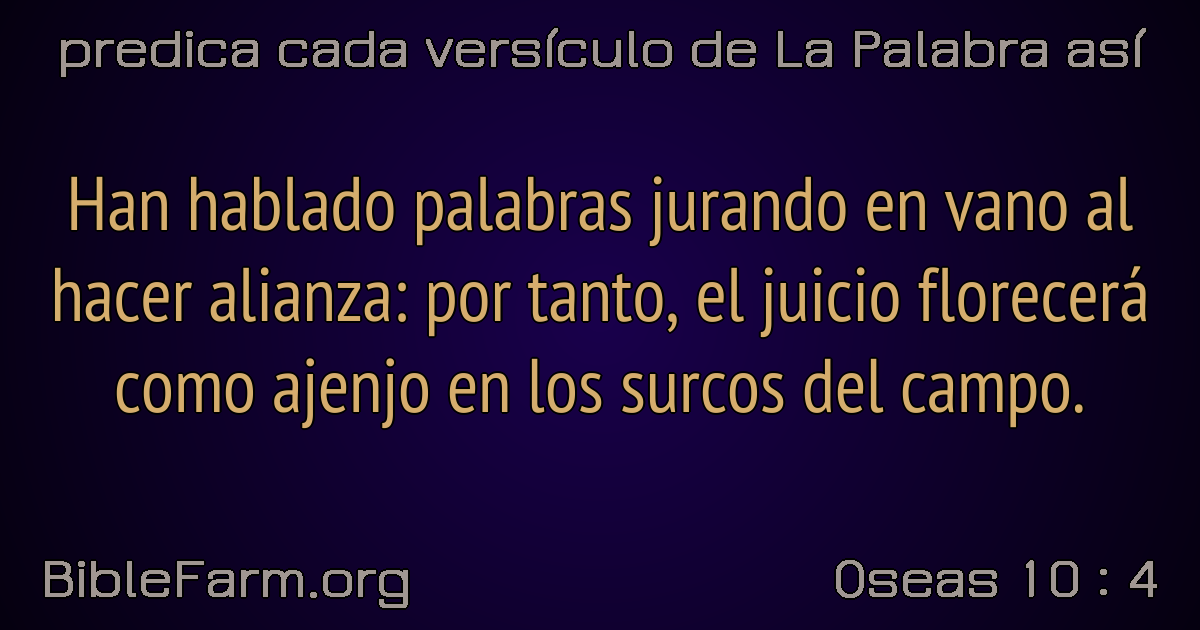 predica cada versículo de La Palabra así
Han hablado palabras jurando en vano al
hacer alianza: por tanto, el juicio florecerá
como ajenjo en los surcos del campo.
BibleFarm.org
Oseas 10 : 4